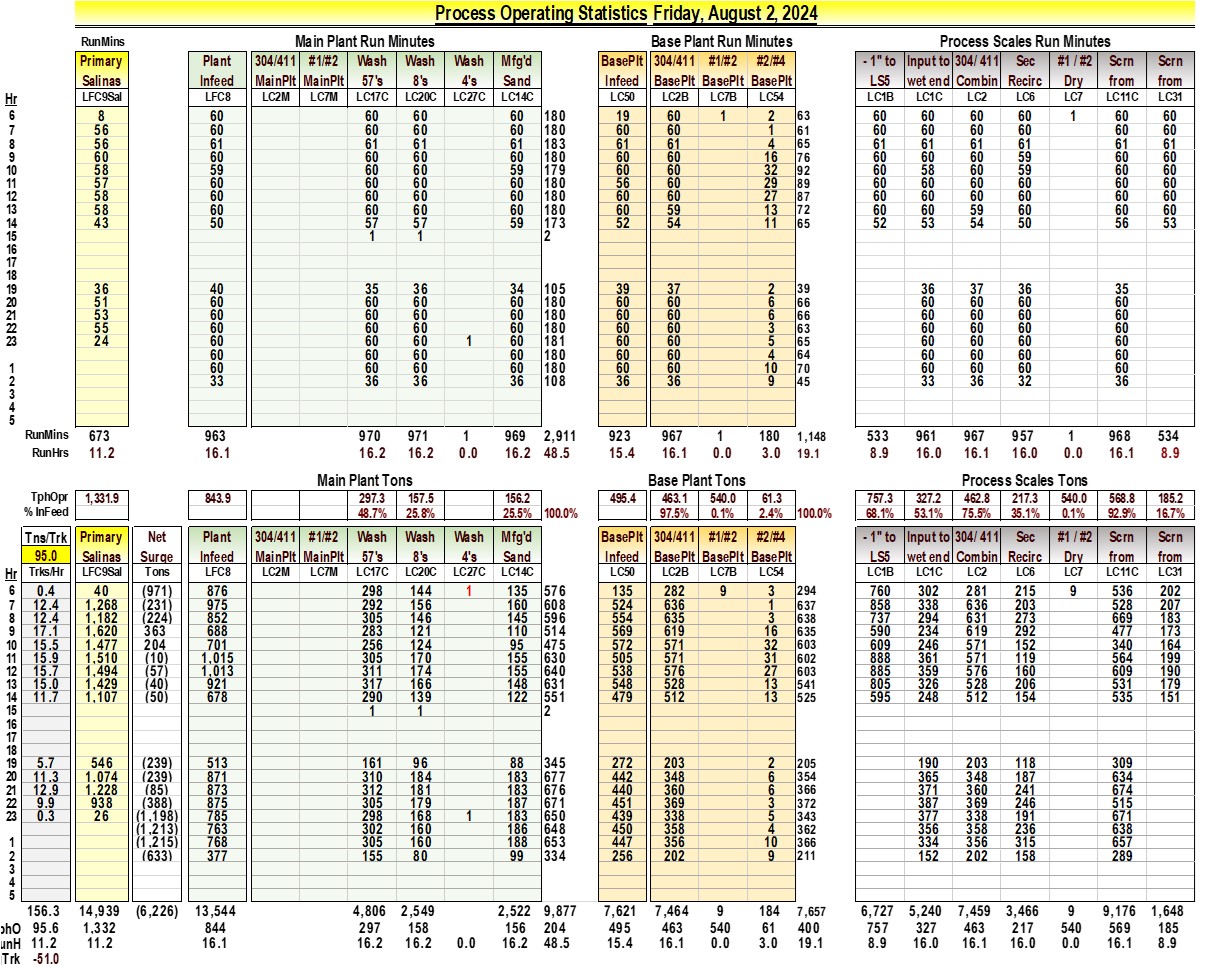 Process Operating Statistics Friday, August 2, 2024
RunMins Main Plant Run Minutes Base Plant Run Minutes Process Scales Run Minutes
Primary Plant 304/411 #1/#2 Wash Wash Wash Mfg'd BasePlt 304/411 #1/#2 #2/#4 - 1" to Input to 304/ 411 Sec #1 / #2 Scrn Scrn
Salinas Infeed MainPlt MainPlt 57's 8's 4's Sand Infeed BasePlt BasePlt BasePlt LS5 wet end Combin Recirc Dry from from
Hr LFC9Sal LFC8 LC2M LC7M LC17C LC20C LC27C LC14C LC50 LC2B LC7B LC54 LC1B LC1C LC2 LC6 LC7 LC11C LC31
6 8 60 60 60 60 180 19 60 1 2 63 60 60 60 60 1 60 60
7 56 60 60 60 60 180 60 60 1 61 60 60 60 60 60 60
8 56 61 61 61 61 183 61 61 4 65 61 61 61 61 61 61
9 60 60 60 60 60 180 60 60 16 76 60 60 60 59 60 60
10 58 59 60 60 59 179 60 60 32 92 60 58 60 59 60 60
11 57 60 60 60 60 180 56 60 29 89 60 60 60 60 60 60
12 58 60 60 60 60 180 60 60 27 87 60 60 60 60 60 60
13 58 60 60 60 60 180 60 59 13 72 60 60 59 60 60 60
14 43 50 57 57 59 173 52 54 11 65 52 53 54 50 56 53
15 1 1 2
16
17
18
19 36 40 35 36 34 105 39 37 2 39 36 37 36 35
20 51 60 60 60 60 180 60 60 6 66 60 60 60 60
21 53 60 60 60 60 180 60 60 6 66 60 60 60 60
22 55 60 60 60 60 180 60 60 3 63 60 60 60 60
23 24 60 60 60 1 60 181 60 60 5 65 60 60 60 60
60 60 60 60 180 60 60 4 64 60 60 60 60
1 60 60 60 60 180 60 60 10 70 60 60 60 60
2 33 36 36 36 108 36 36 9 45 33 36 32 36
3
4
5
RunMins 673 963 970 971 1 969 2,911 923 967 1 180 1,148 533 961 967 957 1 968 534
RunHrs 11.2 16.1 16.2 16.2 0.0 16.2 48.5 15.4 16.1 0.0 3.0 19.1 8.9 16.0 16.1 16.0 0.0 16.1 8.9
Main Plant Tons Base Plant Tons Process Scales Tons
TphOpr 1,331.9 843.9 297.3 157.5 156.2 495.4 463.1 540.0 61.3 757.3 327.2 462.8 217.3 540.0 568.8 185.2
% InFeed 48.7% 25.8% 25.5% 100.0% 97.5% 0.1% 2.4% 100.0% 68.1% 53.1% 75.5% 35.1% 0.1% 92.9% 16.7%
Tns/Trk Primary Net Plant 304/411 #1/#2 Wash Wash Wash Mfg'd BasePlt 304/411 #1/#2 #2/#4 - 1" to Input to 304/ 411 Sec #1 / #2 Scrn Scrn
95.0 Salinas Surge Infeed MainPlt MainPlt 57's 8's 4's Sand Infeed BasePlt BasePlt BasePlt LS5 wet end Combin Recirc Dry from from
Hr Trks/Hr LFC9Sal Tons LFC8 LC2M LC7M LC17C LC20C LC27C LC14C LC50 LC2B LC7B LC54 LC1B LC1C LC2 LC6 LC7 LC11C LC31
6 0.4 40 (971) 876 298 144 1 135 576 135 282 9 3 294 760 302 281 215 9 536 202
7 12.4 1,268 (231) 975 292 156 160 608 524 636 1 637 858 338 636 203 528 207
8 12.4 1,182 (224) 852 305 146 145 596 554 635 3 638 737 294 631 273 669 183
9 17.1 1,620 363 688 283 121 110 514 569 619 16 635 590 234 619 292 477 173
10 15.5 1,477 204 701 256 124 95 475 572 571 32 603 609 246 571 152 340 164
11 15.9 1,510 (10) 1,015 305 170 155 630 505 571 31 602 888 361 571 119 564 199
12 15.7 1,494 (57) 1,013 311 174 155 640 538 576 27 603 885 359 576 160 609 190
13 15.0 1,429 (40) 921 317 166 148 631 548 528 13 541 805 326 528 206 531 179
14 11.7 1,107 (50) 678 290 139 122 551 479 512 13 525 595 248 512 154 535 151
15 1 1 2
16
17
18
19 5.7 546 (239) 513 161 96 88 345 272 203 2 205 190 203 118 309
20 11.3 1,074 (239) 871 310 184 183 677 442 348 6 354 365 348 187 634
21 12.9 1,228 (85) 873 312 181 183 676 440 360 6 366 371 360 241 674
22 9.9 938 (388) 875 305 179 187 671 451 369 3 372 387 369 246 515
23 0.3 26 (1,198) 785 298 168 1 183 650 439 338 5 343 377 338 191 671
(1,213) 763 302 160 186 648 450 358 4 362 356 358 236 638
1 (1,215) 768 305 160 188 653 447 356 10 366 334 356 315 657
2 (633) 377 155 80 99 334 256 202 9 211 152 202 158 289
3
4
5
156.3 14,939 (6,226) 13,544 4,806 2,549 2,522 9,877 7,621 7,464 9 184 7,657 6,727 5,240 7,459 3,466 9 9,176 1,648
phO 95.6 1,332 844 297 158 156 204 495 463 540 61 400 757 327 463 217 540 569 185
unH 11.2 11.2 16.1 16.2 16.2 0.0 16.2 48.5 15.4 16.1 0.0 3.0 19.1 8.9 16.0 16.1 16.0 0.0 16.1 8.9
Trk -51.0